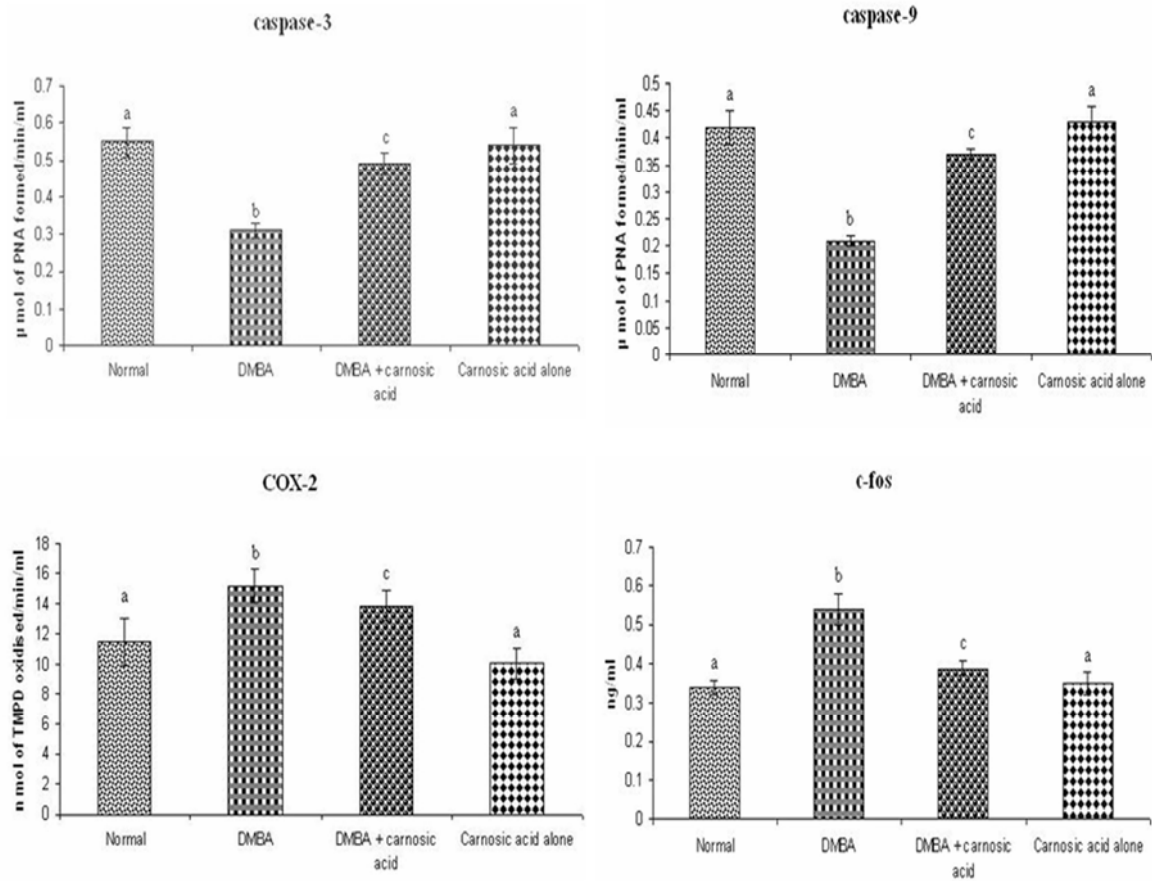 caspase-3
µ mol of PNA formed/min/ml
0.7
0.6
0.5
0.4
0.3
0.2
0.1
0
a
b
c
a
Normal
DMBA
DMBA + carnosic
acid
Carnosic acid alone
caspase-9
µ mol of PNA formed/min/ml
0.5
0.45
0.4
0.35
0.3
0.25
0.2
0.15
0.1
0.05
0
a
b
c
a
Normal
DMBA
DMBA + carnosic
acid
Carnosic acid alone
COX-2
n mol of TMPD oxidised/min/ml
18
16
14
12
10
8
6
4
2
0
a
b
c
a
Normal
DMBA
DMBA + carnosic
acid
Carnosic acid alone
c-fos
ng/ml
0.7
0.6
0.5
0.4
0.3
0.2
0.1
0
a
b
c
a
Normal
DMBA
DMBA + carnosic
acid
Carnosic acid alone